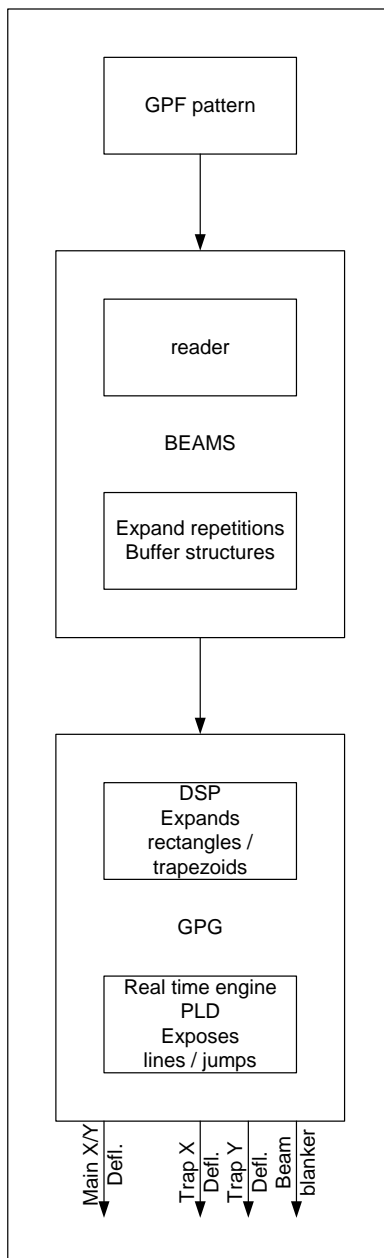 GPF pattern
reader
BEAMS
Expand repetitions
Buffer structures
DSP
Expands
rectangles /
trapezoids
GPG
Real time engine
PLD
Exposes
lines / jumps
Main X/Y
Defl.
Trap X
Defl.
Trap Y
Defl.
Beam
blanker